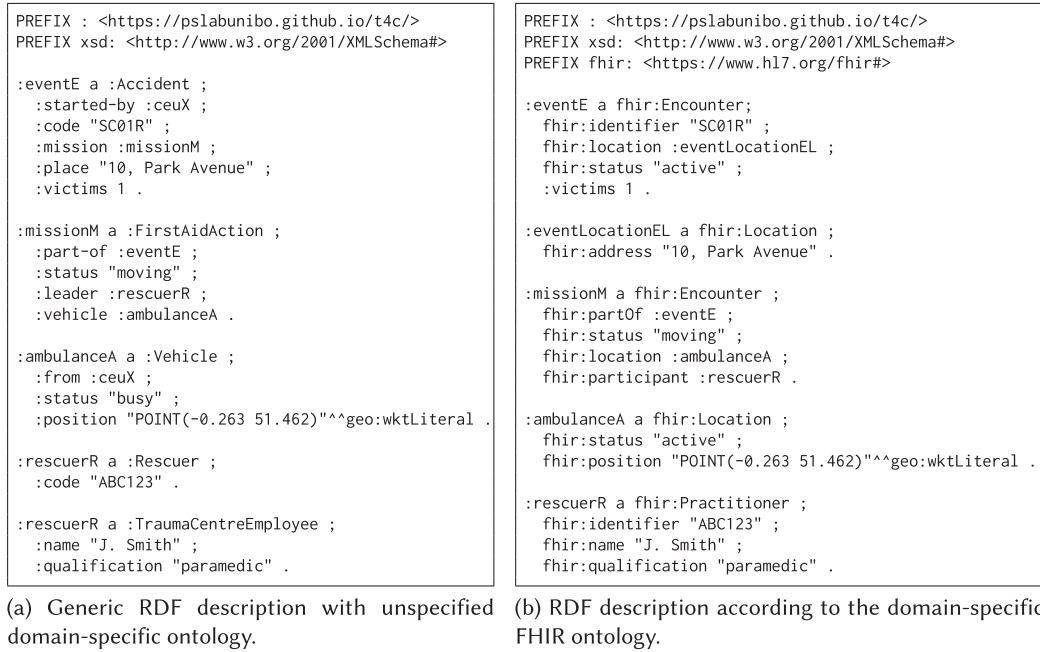 PREFIX : <https://pslabunibo.github.io/t4c/>
PREFIX xsd: <http://www.w3.org/2001/XMLSchema#>
:eventE a :Accident ;
:started-by :ceuX ;
:code "SC01R" ;
:mission :missionM ;
:place "10, Park Avenue" ;
:victims 1 .
:missionM a :FirstAidAction ;
:part-of :eventE ;
:status "moving" ;
:leader :rescuerR ;
:vehicle :ambulanceA .
:ambulanceA a :Vehicle ;
:from :ceuX ;
:status "busy" ;
:position "POINT(-0.263 51.462)"^^geo:wktLiteral .
:rescuerR a :Rescuer ;
:code "ABC123" .
:rescuerR a :TraumaCentreEmployee ;
:name "J. Smith" ;
:qualification "paramedic" .
(a) Generic RDF description with unspecified
domain-specific ontology.
PREFIX : <https://pslabunibo.github.io/t4c/>
PREFIX xsd: <http://www.w3.org/2001/XMLSchema#>
PREFIX fhir: <https://www.hl7.org/fhir#>
:eventE a fhir:Encounter;
fhir:identifier "SC01R" ;
fhir:location :eventLocationEL ;
fhir:status "active" ;
:victims 1 .
:eventLocationEL a fhir:Location ;
fhir:address "10, Park Avenue" .
:missionM a fhir:Encounter ;
fhir:partOf :eventE ;
fhir:status "moving" ;
fhir:location :ambulanceA ;
fhir:participant :rescuerR .
:ambulanceA a fhir:Location ;
fhir:status "active" ;
fhir:position "POINT(-0.263 51.462)"^^geo:wktLiteral .
:rescuerR a fhir:Practitioner ;
fhir:identifier "ABC123" ;
fhir:name "J. Smith" ;
fhir:qualification "paramedic" .
(b) RDF description according to the domain-specific
FHIR ontology.